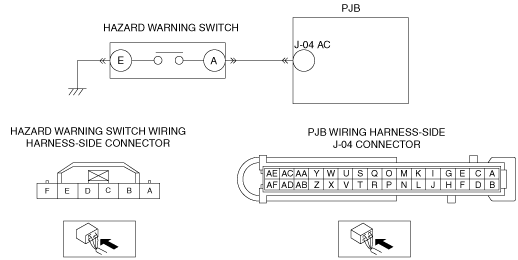 PJB
HAZARD WARNING SWITCH
J-04 AC
E
A
HAZARD WARNING SWITCH WIRING
HARNESS-SIDE CONNECTOR
PJB WIRING HARNESS-SIDE
J-04 CONNECTOR
F E D C B A
AE AC AA Y W U S Q O M K I G E C A
AF AD AB Z X V T R P N L J H F D B